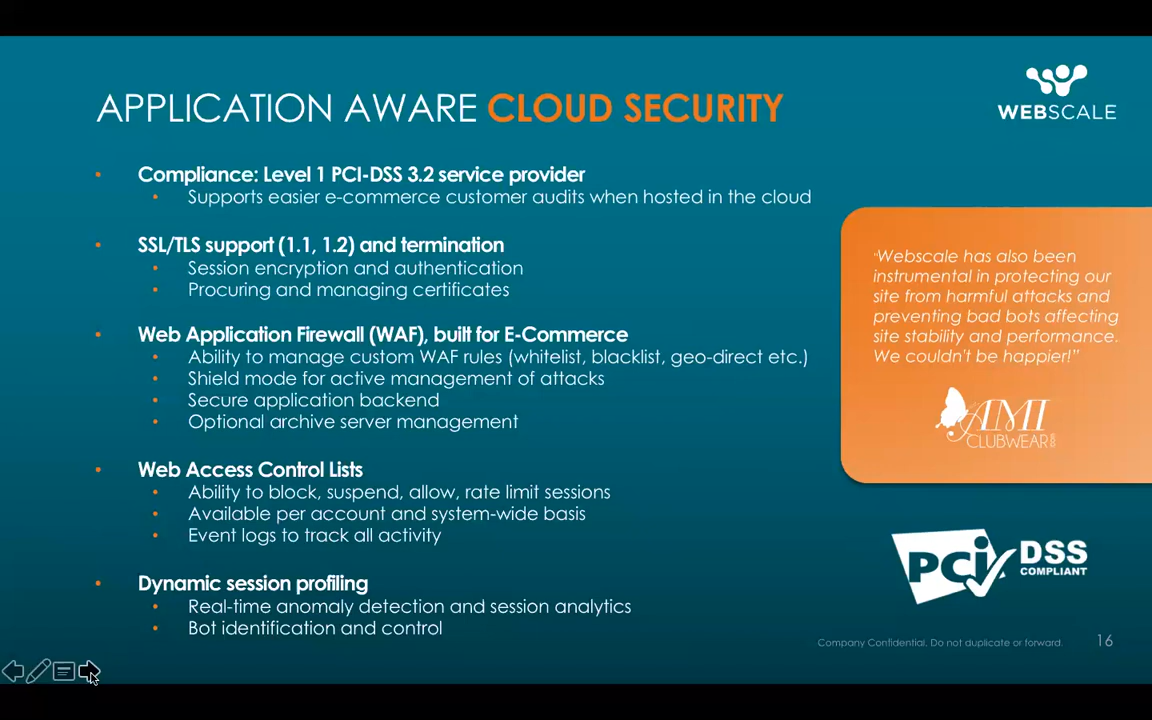 APPLICATION AWARE CLOUD SECURITY
WEBSCALE
• Compliance: Level 1 PCI-DSS 3.2 service provider
• Supports easier e-commerce customer audits when hosted in the cloud
• SSL/TLS support (1.1, 1.2) and termination
• Session encryption and authentication
• Procuring and managing certificates
• Web Application Firewall (WAF), built for E-Commerce
• Ability to manage custom WAF rules (whitelist, blacklist, geo-direct etc.)
• Shield mode for active management of attacks
• Secure application backend
• Optional archive server management
• Web Access Control Lists
• Ability to block, suspend, allow, rate limit sessions
• Available per account and system-wide basis
• Event logs to track all activity
• Dynamic session profiling
• Real-time anomaly detection and session analytics
• Bot identification and control
"Webscale has also been
instrumental in protecting our
site from harmful attacks and
preventing bad bots affecting
site stability and performance.
We couldn't be happier!"
AMI
CLUBWEAR
PCI DSS
COMPLIANT
Company Confidential. Do not duplicate or forward.
16